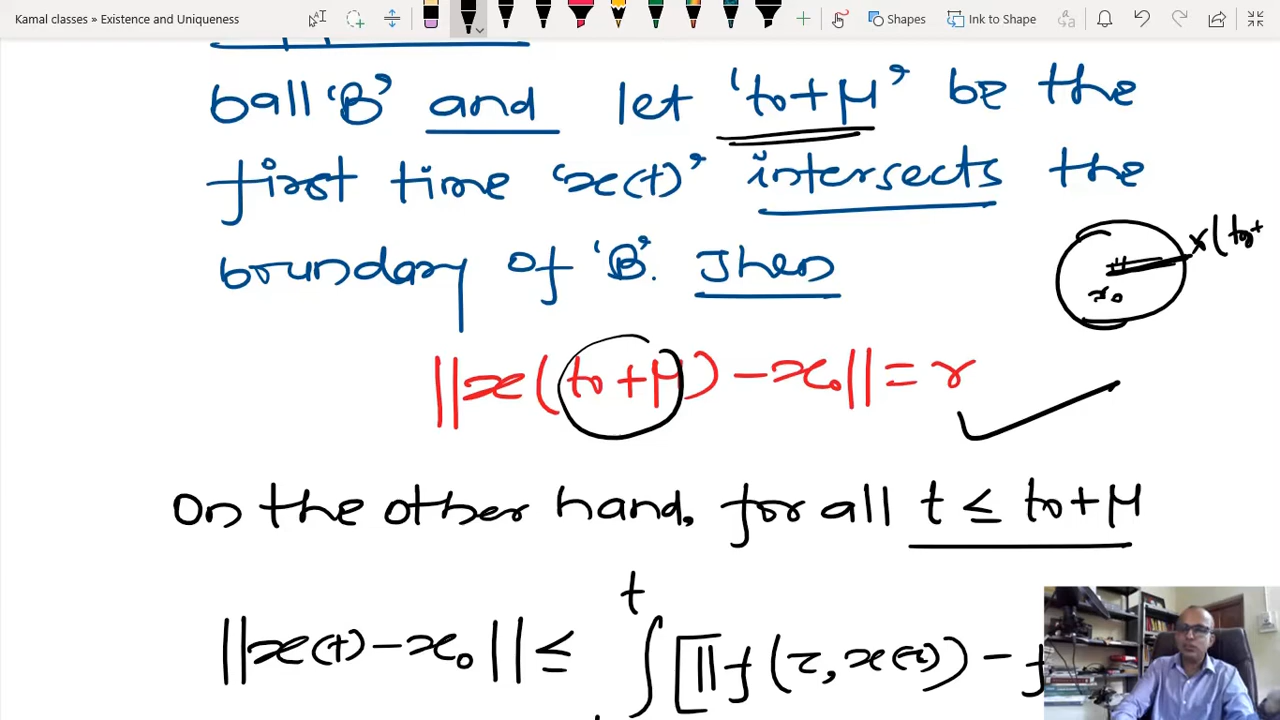 Kamal classes » Existence and Uniqueness
Shapes
Ink to Shape
ball 'B' and let 't0+μ' be the
first time 'x(t)' intersects the
boundary of 'B'. Then
x(t0+
x0
||x(t0+μ)-x0||=r
On the other hand, for all t ≤ t0+μ
t
||x(t)-x0|| ≤ ∫[||f(τ,x(τ))- f